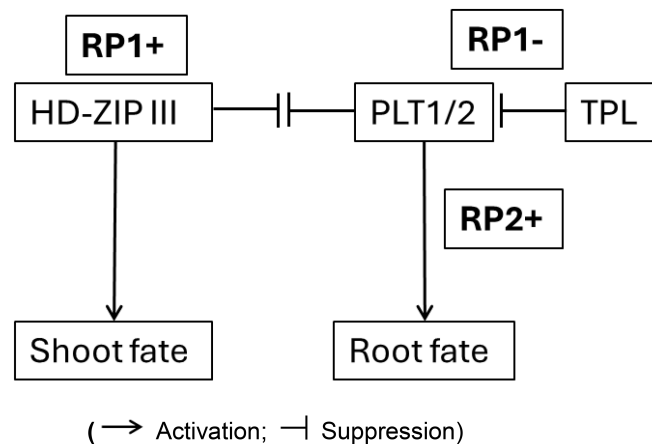 RP1+
RP1-
HD-ZIP III
PLT1/2
TPL
RP2+
Shoot fate
Root fate
( Activation; Suppression)